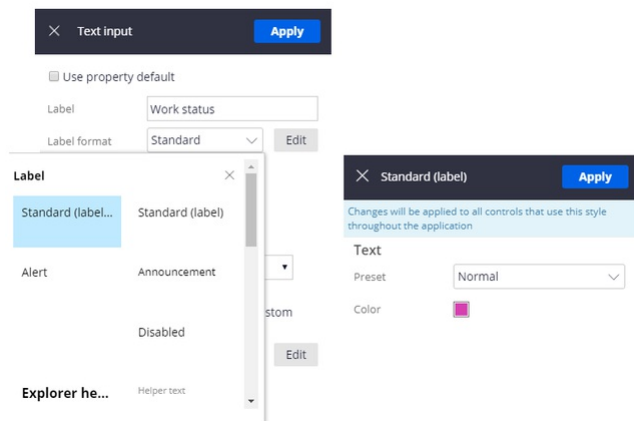 Text input
Apply
Use property default
Label
Work status
Label format
Standard
Edit
Label
Standard (label...
Standard (label)
Alert
Announcement
Disabled
stom
Edit
Explorer he...
Helper text
Standard (label)
Apply
Changes will be applied to all controls that use this style
throughout the application
Text
Preset
Normal
Color